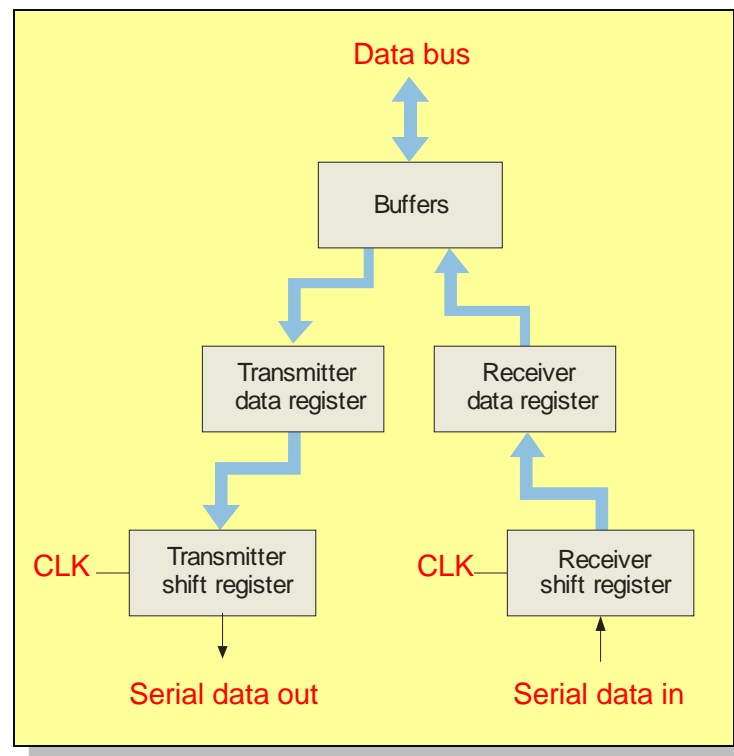 Data bus
Buffers
Transmitter
data register
Receiver
data register
CLK
Transmitter
shift register
CLK
Receiver
shift register
Serial data out
Serial data in